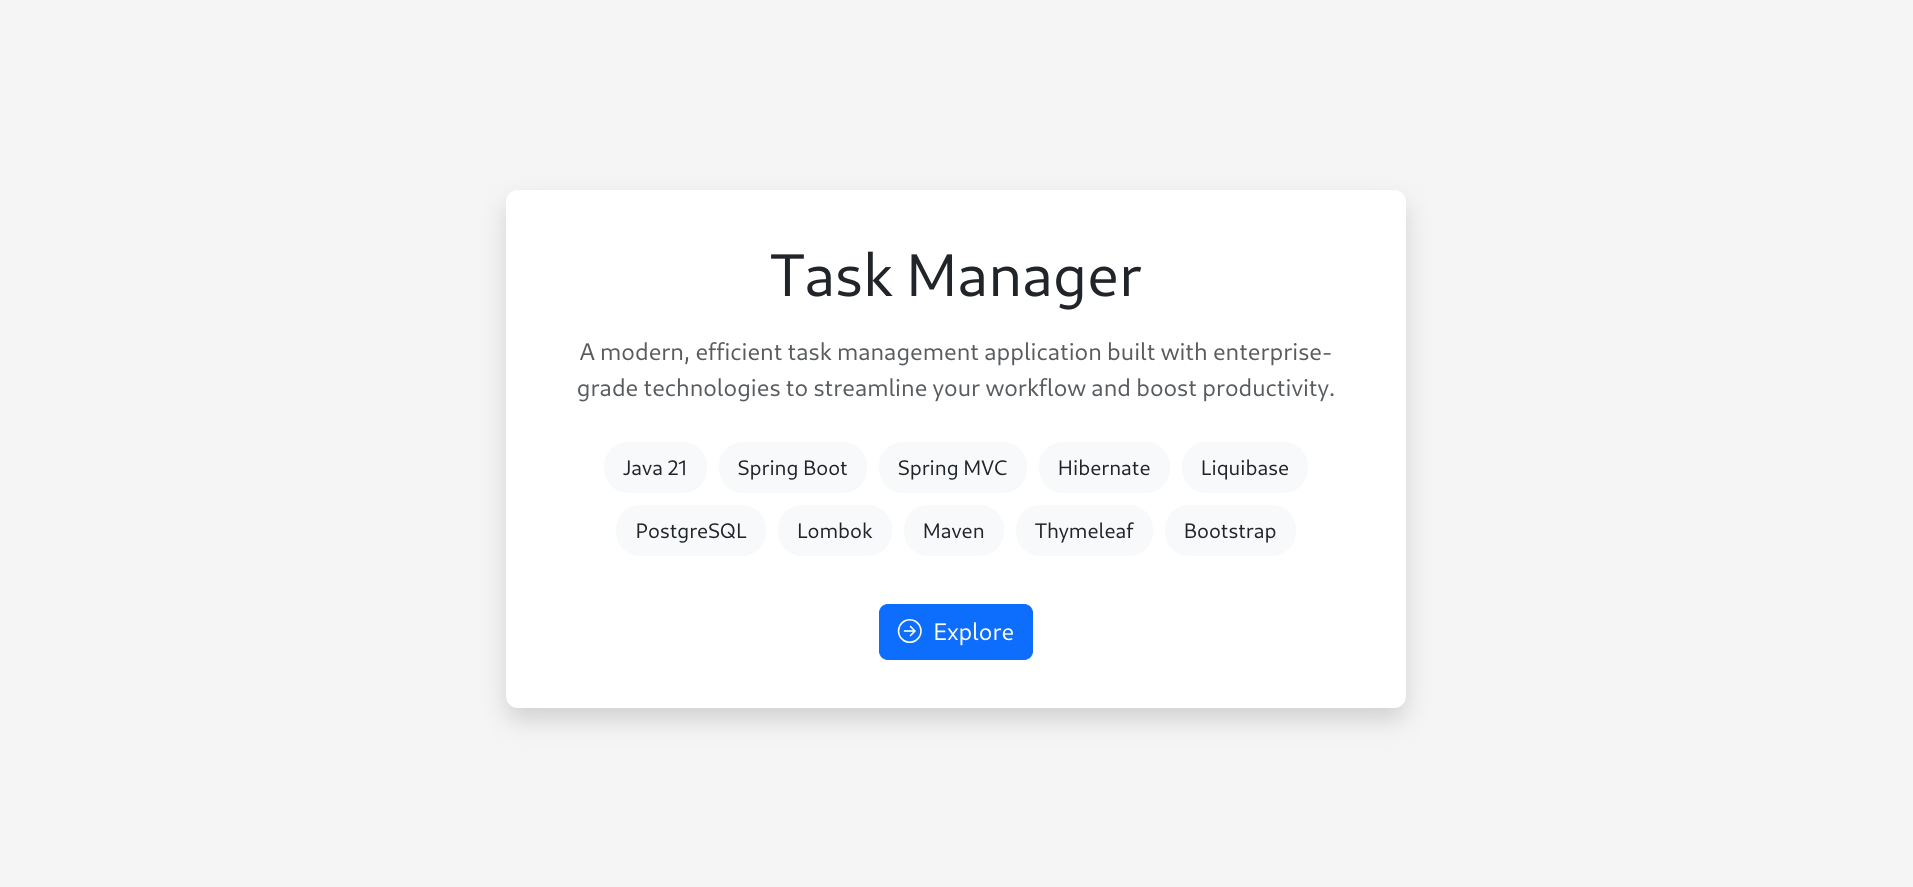 Task Manager
A modern, efficient task management application built with enterprise-
grade technologies to streamline your workflow and boost productivity.
Java 21 Spring Boot Spring MVC Hibernate Liquibase
PostgreSQL Lombok Maven Thymeleaf Bootstrap
Explore